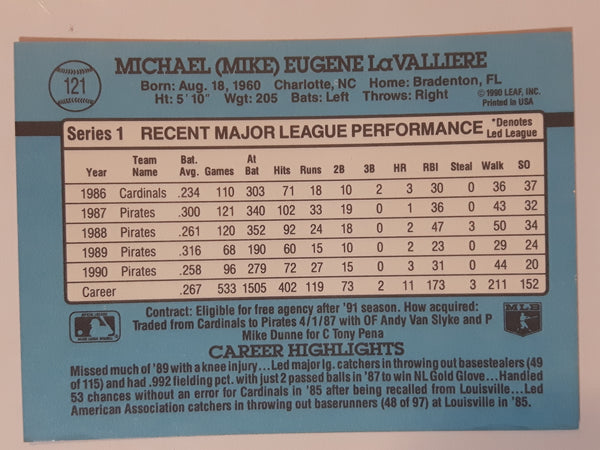 121
MICHAEL (MIKE) EUGENE LaVALLIERE
Born: Aug. 18, 1960 Charlotte, NC Home: Bradenton, FL
Ht: 5' 10" Wgt: 205 Bats: Left Throws: Right
©1990 LEAF, INC.
Printed in USA
Series 1 RECENT MAJOR LEAGUE PERFORMANCE *Denotes Led League
Year Team Name Bat. Avg. Games At Bat Hits Runs 2B 3B HR RBI Steal Walk SO
1986 Cardinals .234 110 303 71 18 10 2 3 30 0 36 37
1987 Pirates .300 121 340 102 33 19 0 1 36 0 43 32
1988 Pirates .261 120 352 92 24 18 0 2 47 3 50 34
1989 Pirates .316 68 190 60 15 10 0 2 23 0 29 24
1990 Pirates .258 96 279 72 27 15 0 3 31 0 44 20
Career .267 533 1505 402 119 73 2 11 173 3 211 152
Contract: Eligible for free agency after '91 season. How acquired:
Traded from Cardinals to Pirates 4/1/87 with OF Andy Van Slyke and P
Mike Dunne for C Tony Pena
MLB
CAREER HIGHLIGHTS
Missed much of '89 with a knee injury...Led major lg. catchers in throwing out basestealers (49
of 115) and had .992 fielding pct. with just 2 passed balls in '87 to win NL Gold Glove...Handled
53 chances without an error for Cardinals in '85 after being recalled from Louisville...Led
American Association catchers in throwing out baserunners (48 of 97) at Louisville in '85.